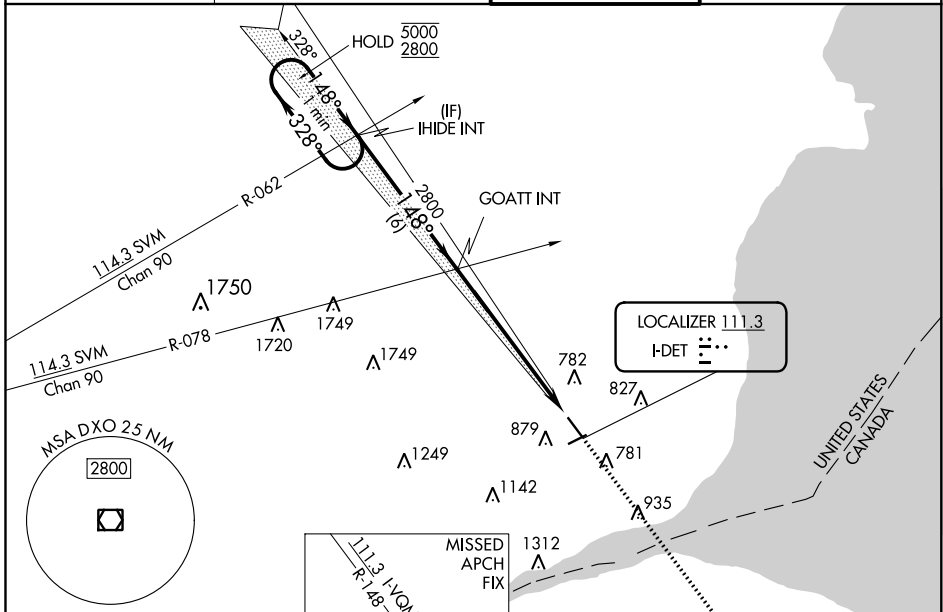 328°
HOLD 5000
2800
148°
1 min
328°
(IF)
IHIDE INT
R-062
2800
148°
(6)
GOATT INT
114.3 SVM
Chan 90
1750
1749
1720
R-078
114.3 SVM
Chan 90
1749
LOCALIZER 111.3
I-DET
782
827
UNITED STATES
CANADA
MSA DXO 25 NM
2800
879
781
1249
1142
935
1312
MISSED
APCH
FIX
111.3 I-VQM
R-148